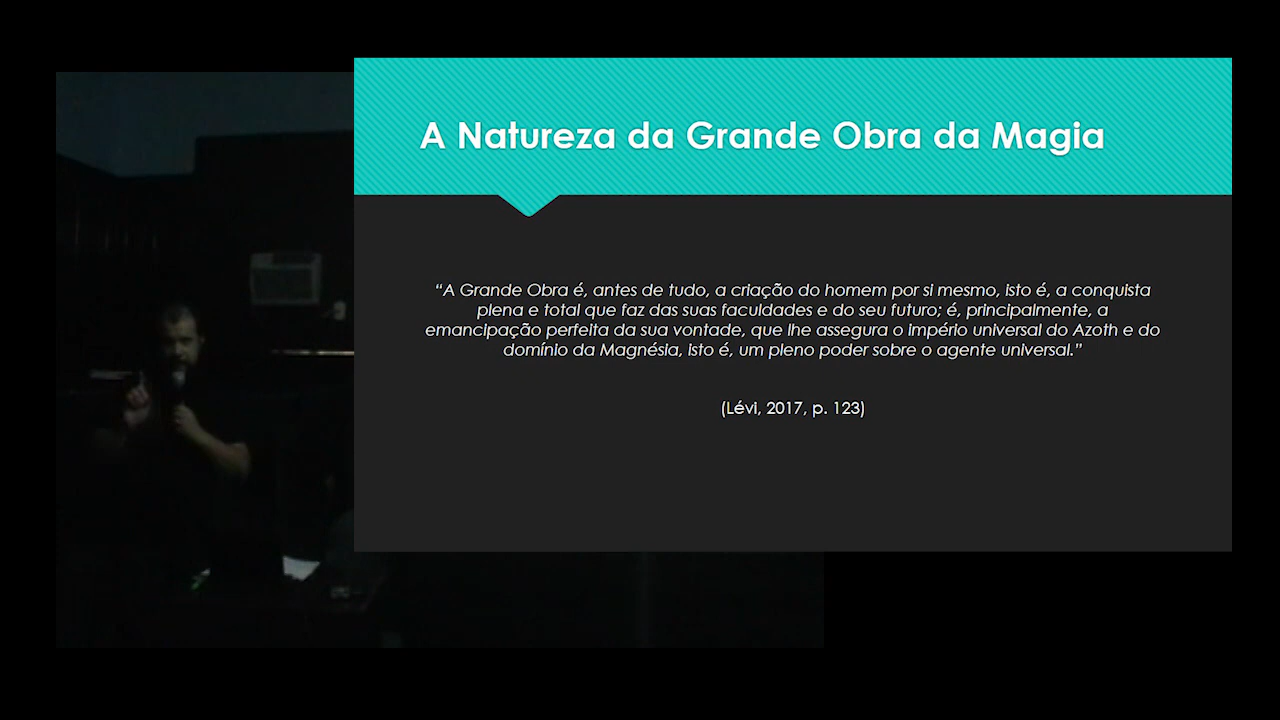 A Natureza da Grande Obra da Magia
“A Grande Obra é, antes de tudo, a criação do homem por si mesmo, isto é, a conquista
plena e total que faz das suas faculdades e do seu futuro; é, principalmente, a
emancipação perfeita da sua vontade, que lhe assegura o Império universal do Azoth e do
domínio da Magnésia, isto é, um pleno poder sobre o agente universal.”
(Lévi, 2017, p. 123)